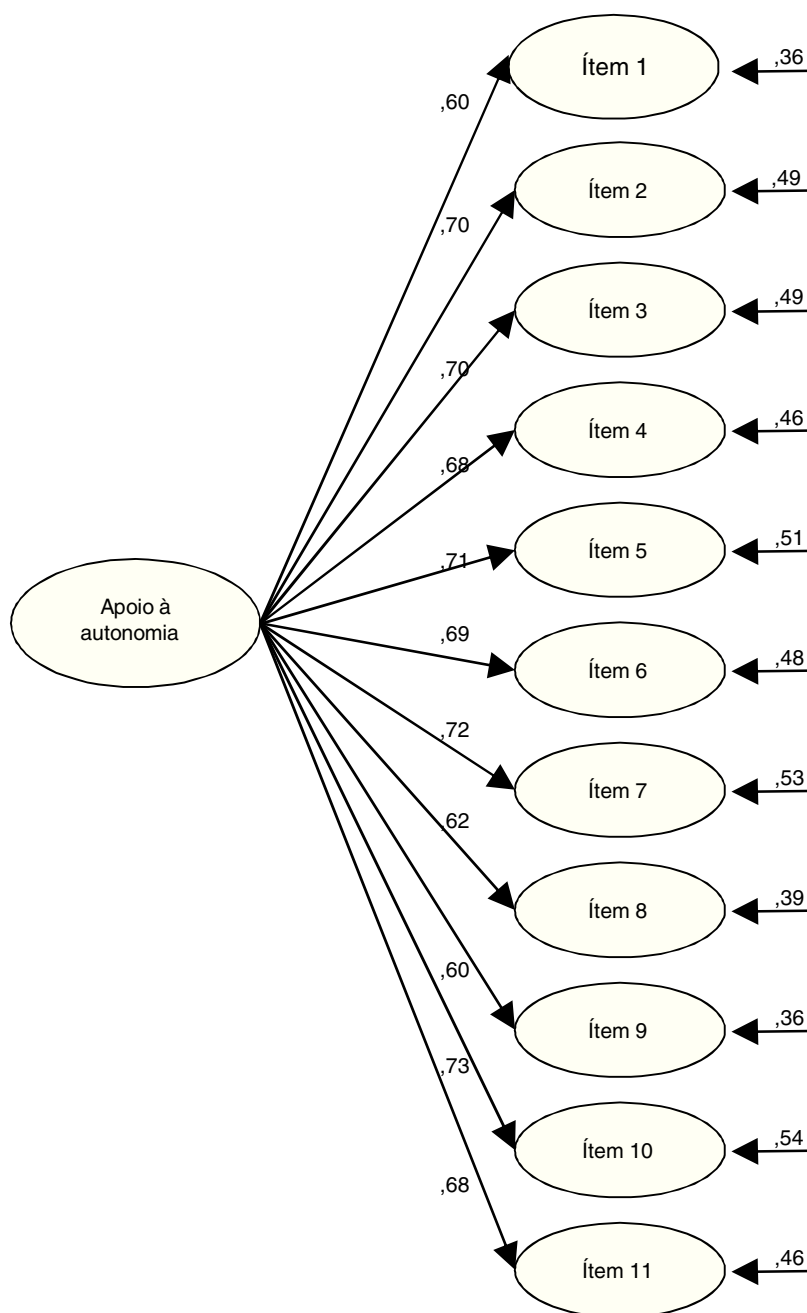 Ítem 1
,36
,60
Ítem 2
,49
,70
Ítem 3
,49
,70
Ítem 4
,46
,68
Ítem 5
,51
,71
Apoio à
autonomia
Ítem 6
,48
,69
Ítem 7
,53
,72
Ítem 8
,39
,62
Ítem 9
,36
,60
Ítem 10
,54
,73
Ítem 11
,46
,68